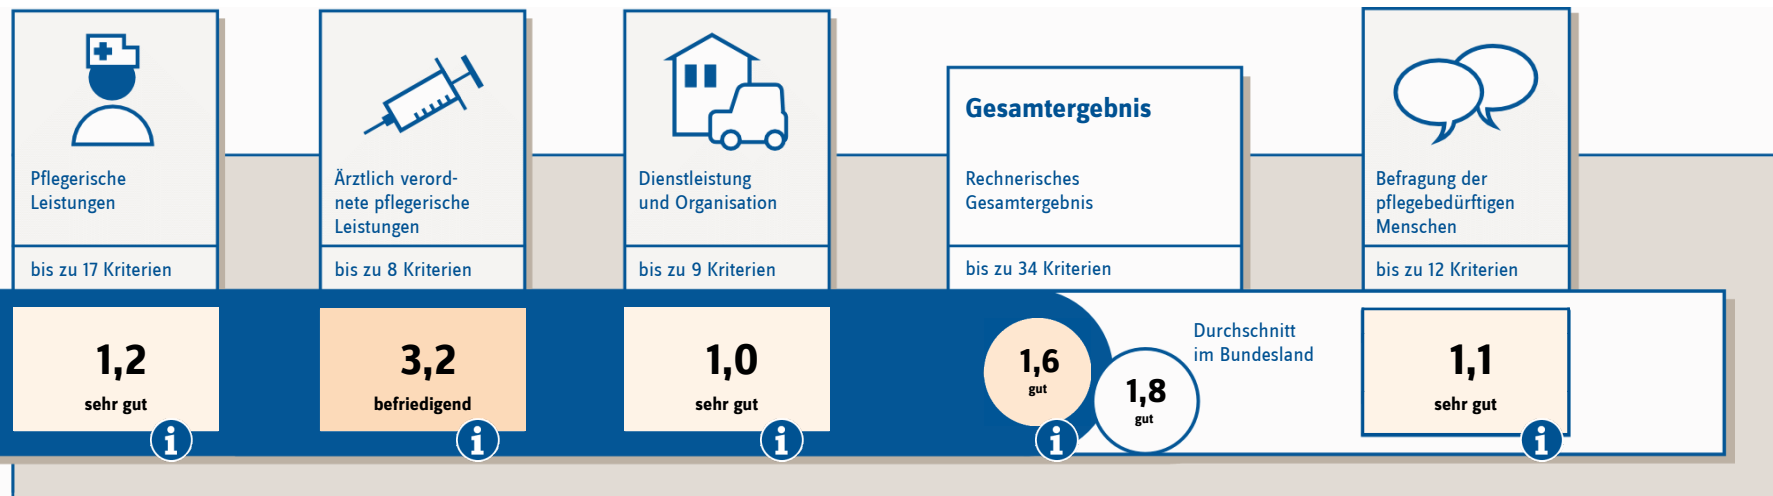 Pflegerische
Leistungen
bis zu 17 Kriterien
1,2
sehr gut
i
Ärztlich verord-
nete pflegerische
Leistungen
bis zu 8 Kriterien
3,2
befriedigend
i
Dienstleistung
und Organisation
bis zu 9 Kriterien
1,0
sehr gut
i
Gesamtergebnis
Rechnerisches
Gesamtergebnis
bis zu 34 Kriterien
1,6
gut
i
1,8
gut
Durchschnitt
im Bundesland
Befragung der
pflegebedürftigen
Menschen
bis zu 12 Kriterien
1,1
sehr gut
i